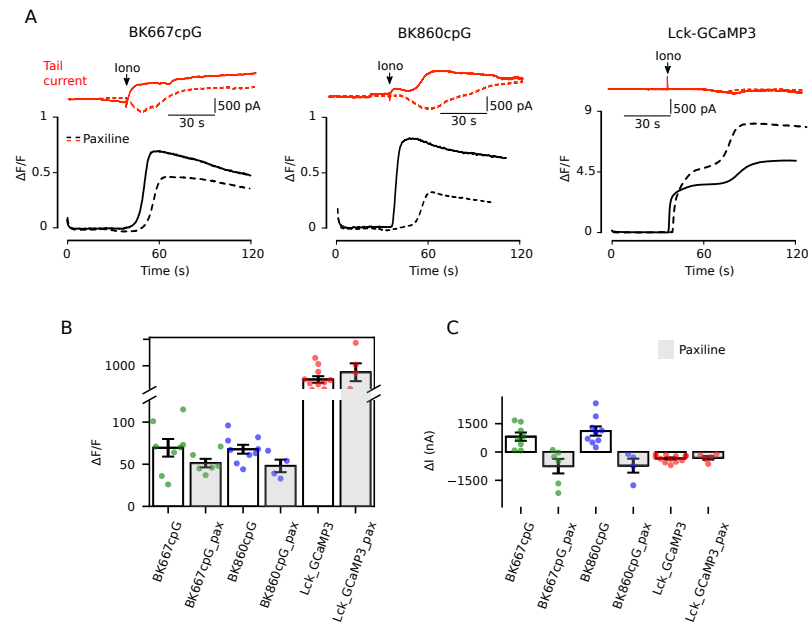 A
BK667cpG
BK860cpG
Lck-GCaMP3
Tail
current
Iono
Iono
Iono
500 pA
500 pA
500 pA
30 s
30 s
30 s
Paxiline
1
0.5
0
ΔF/F
1
0.5
0
ΔF/F
9
4.5
0
ΔF/F
0 60 120
0 60 120
0 60 120
Time (s)
Time (s)
Time (s)
B
1000
100
50
0
ΔF/F
BK667cpG
BK667cpG_pax
BK860cpG
BK860cpG_pax
Lck_GCaMP3
Lck_GCaMP3_pax
C
Paxiline
1500
0
−1500
ΔI (nA)
BK667cpG
BK667cpG_pax
BK860cpG
BK860cpG_pax
Lck_GCaMP3
Lck_GCaMP3_pax